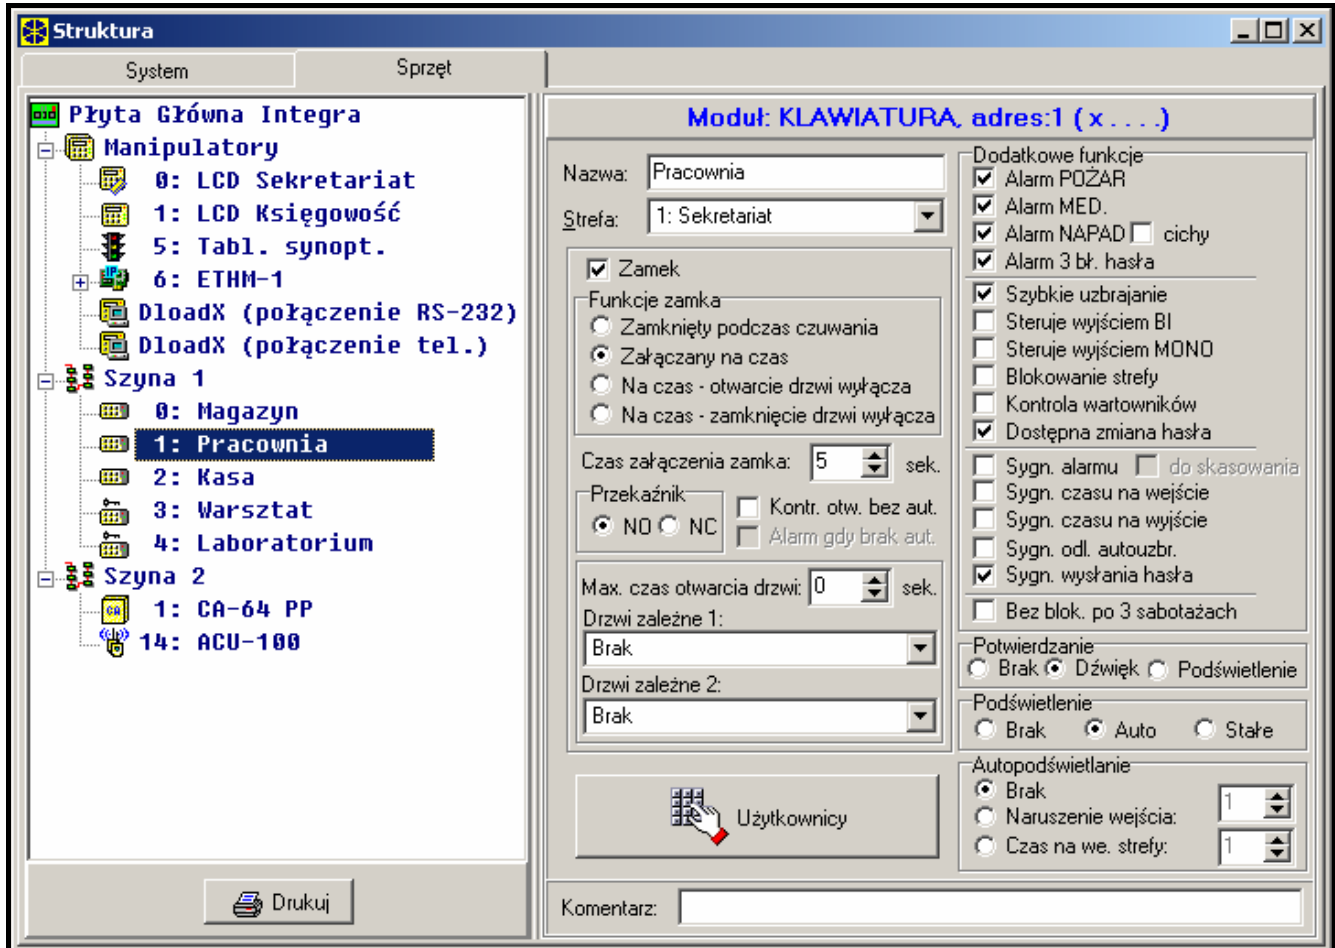 Struktura
System
Sprzęt
Płyta Główna Integra
Manipulatory
0: LCD Sekretariat
1: LCD Księgowość
5: Tabl. synopt.
6: ETHM-1
DloadX (połączenie RS-232)
DloadX (połączenie tel.)
Szyna 1
0: Magazyn
1: Pracownia
2: Kasa
3: Warsztat
4: Laboratorium
Szyna 2
1: CA-64 PP
14: ACU-100
Drukuj
Moduł: KLAWIATURA, adres:1 ( x . . . .)
Nazwa: Pracownia
Strefa: 1: Sekretariat
Zamek
Funkcje zamka
Zamknięty podczas czuwania
Załączany na czas
Na czas - otwarcie drzwi wyłącza
Na czas - zamknięcie drzwi wyłącza
Czas załączenia zamka: 5 sek.
Przekaźnik
NO NC
Kontr. otw. bez aut.
Alarm gdy brak aut.
Max. czas otwarcia drzwi: 0 sek.
Drzwi zależne 1:
Brak
Drzwi zależne 2:
Brak
Użytkownicy
Dodatkowe funkcje
Alarm POŻAR
Alarm MED.
Alarm NAPAD cichy
Alarm 3 bł. hasła
Szybkie uzbrajanie
Steruje wyjściem BI
Steruje wyjściem MONO
Blokowanie strefy
Kontrola wartowników
Dostępna zmiana hasła
Sygn. alarmu do skasowania
Sygn. czasu na wejście
Sygn. czasu na wyjście
Sygn. odl. autouzbr.
Sygn. wysłania hasła
Bez blok. po 3 sabotażach
Potwierdzanie
Brak Dźwięk Podświetlenie
Podświetlenie
Brak Auto Stałe
Autopodświetlanie
Brak
Naruszenie wejścia: 1
Czas na we. strefy: 1
Komentarz: